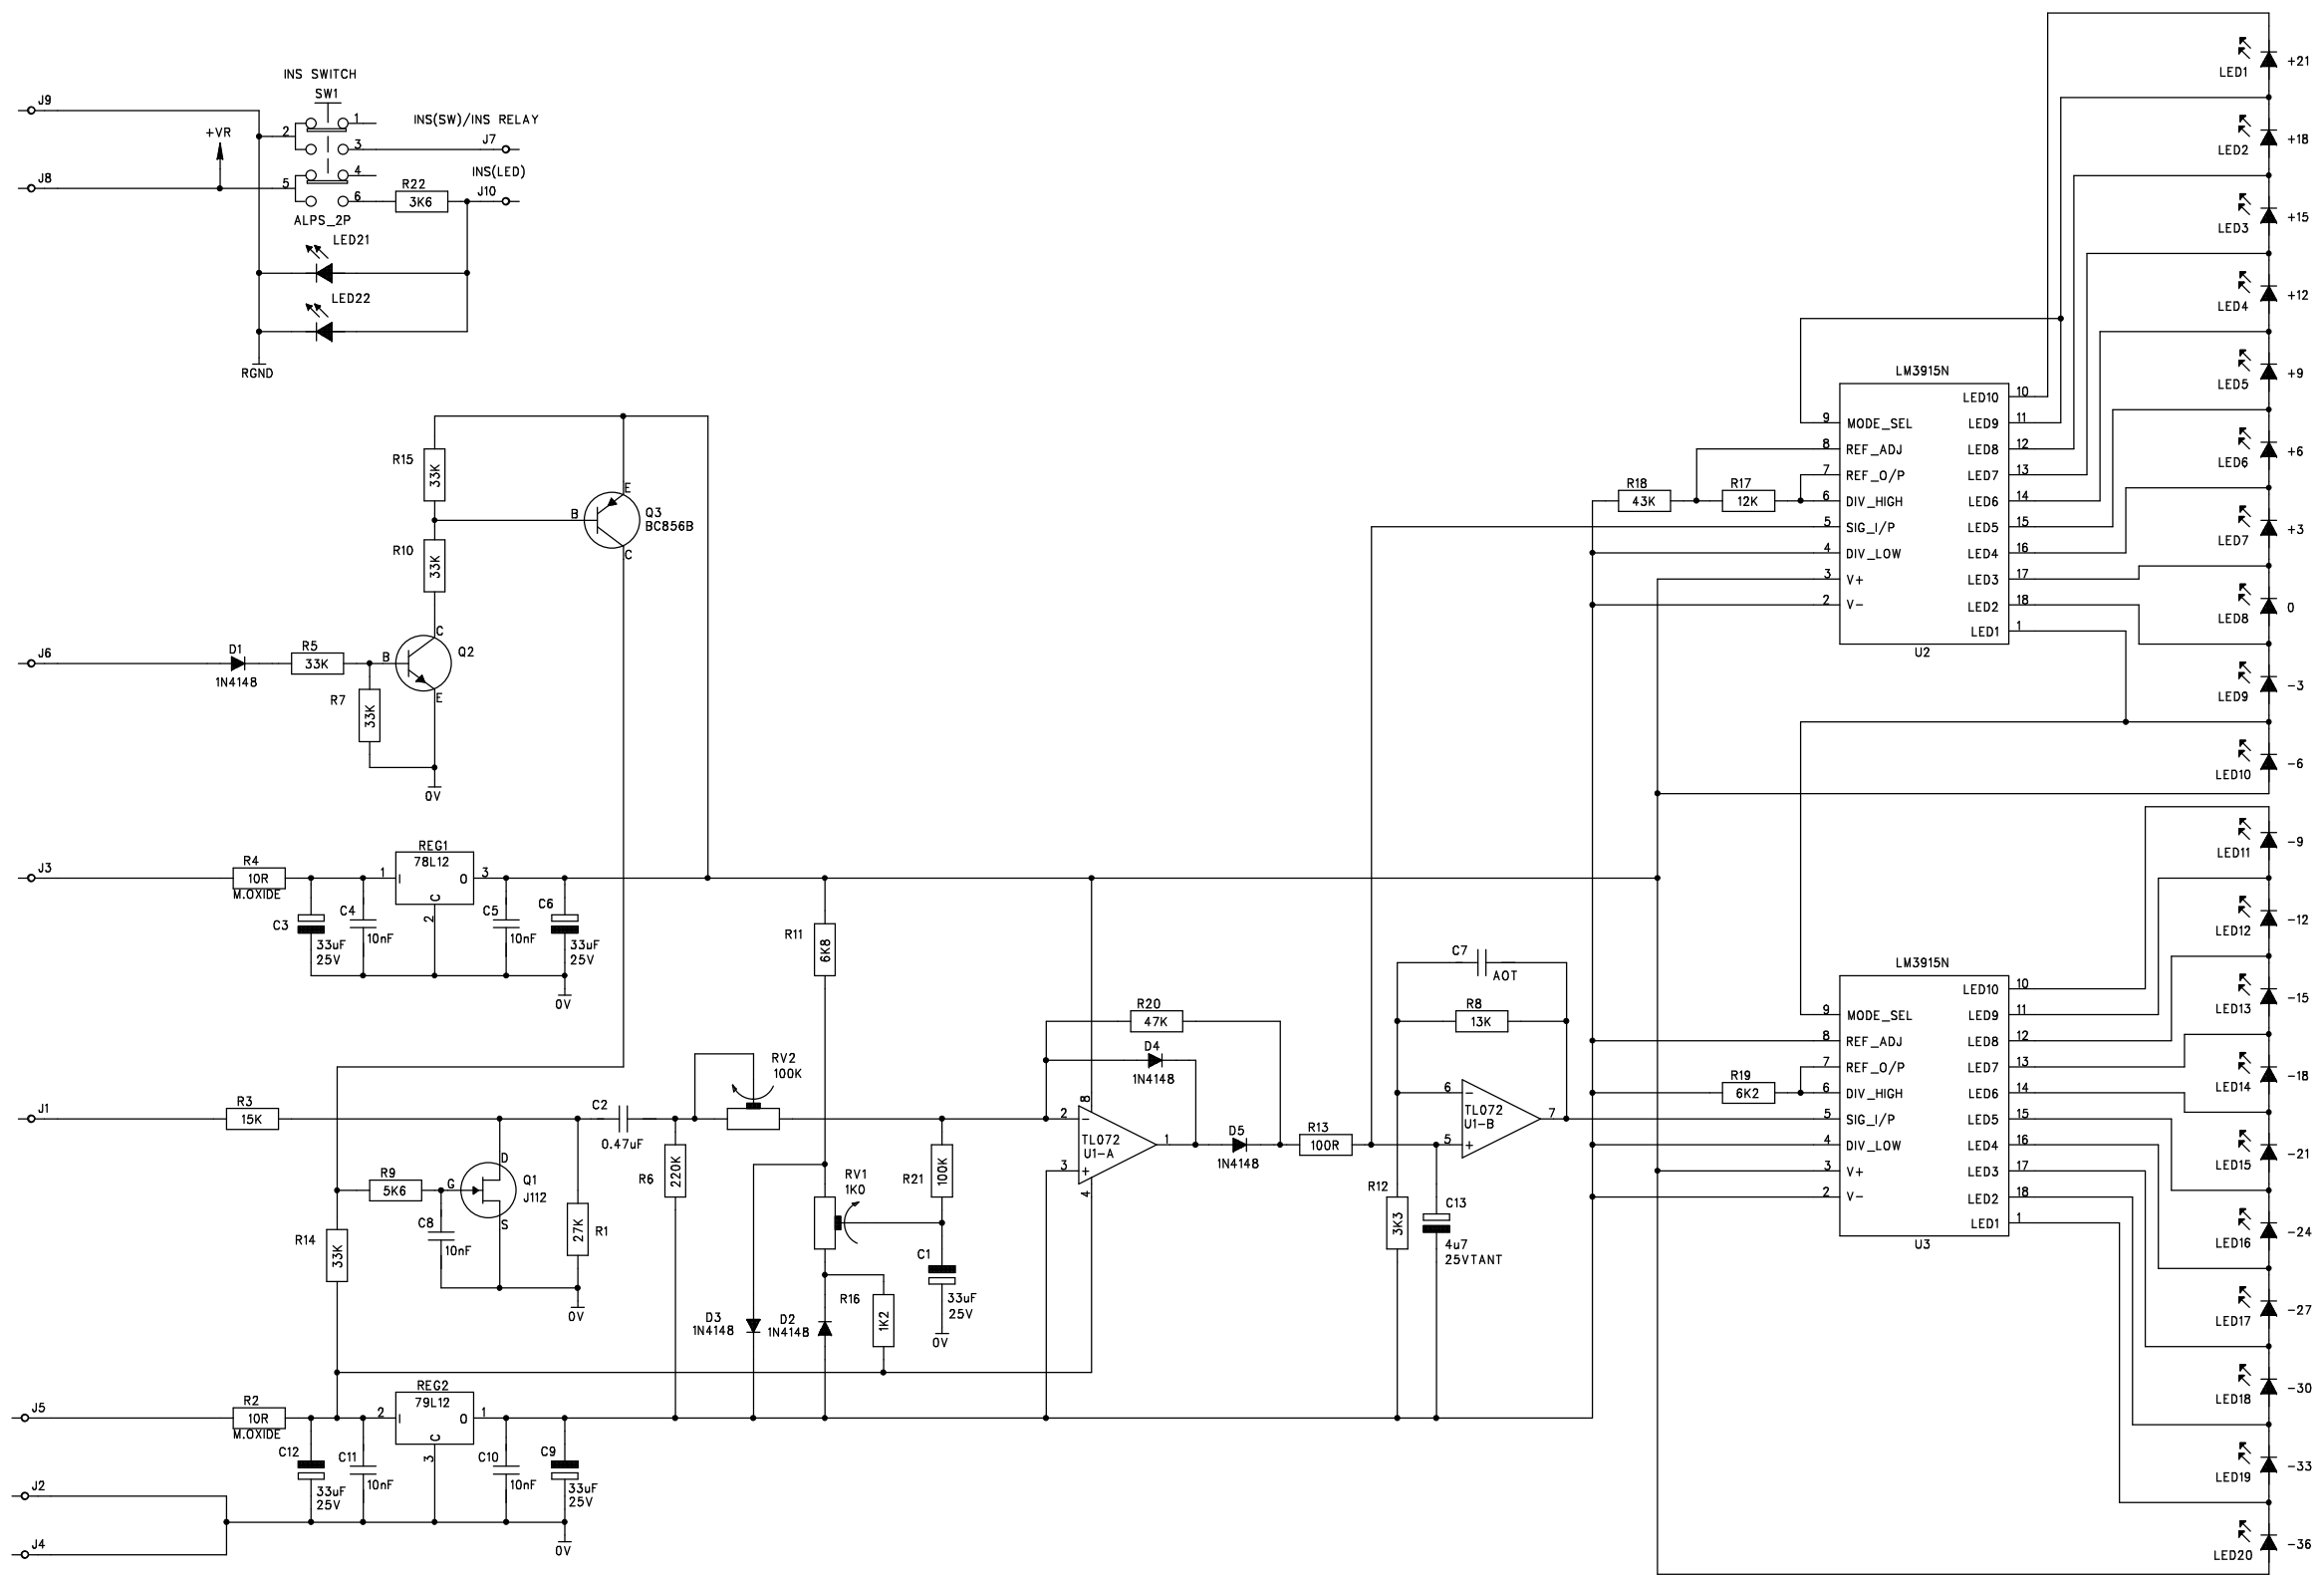 J9
J8
+VR
INS SWITCH
SW1
1
2
3
4
5
6
ALPS_2P
INS(SW)/INS RELAY
J7
INS(LED)
J10
R22
3K6
LED21
LED22
RGND
R15
33K
R10
33K
B
E
C
Q3
BC856B
J6
D1
1N4148
R5
33K
R7
33K
B
C
E
Q2
0V
J3
R4
10R
M.OXIDE
C3
33uF
25V
C4
10nF
REG1
78L12
1
I
O
3
C
2
C5
10nF
C6
33uF
25V
0V
J1
R3
15K
R9
5K6
R14
33K
G
D
S
Q1
J112
C8
10nF
R1
27K
0V
C2
0.47uF
R6
220K
RV2
100K
R11
6K8
RV1
1K0
R21
100K
C1
33uF
25V
0V
R16
1K2
D3
1N4148
D2
1N4148
J5
R2
10R
M.OXIDE
C12
33uF
25V
C11
10nF
REG2
79L12
2
I
O
1
C
3
C10
10nF
C9
33uF
25V
0V
J2
J4
R20
47K
D4
1N4148
2
-
3
+
8
4
1
TL072
U1-A
D5
1N4148
R13
100R
C7
AOT
R8
13K
6
-
5
+
7
TL072
U1-B
R12
3K3
C13
4u7
25VTANT
R18
43K
R17
12K
LM3915N
9 MODE_SEL
8 REF_ADJ
7 REF_O/P
6 DIV_HIGH
5 SIG_I/P
4 DIV_LOW
3 V+
2 V-
LED10 10
LED9 11
LED8 12
LED7 13
LED6 14
LED5 15
LED4 16
LED3 17
LED2 18
LED1 1
U2
R19
6K2
LM3915N
9 MODE_SEL
8 REF_ADJ
7 REF_O/P
6 DIV_HIGH
5 SIG_I/P
4 DIV_LOW
3 V+
2 V-
LED10 10
LED9 11
LED8 12
LED7 13
LED6 14
LED5 15
LED4 16
LED3 17
LED2 18
LED1 1
U3
LED1 +21
LED2 +18
LED3 +15
LED4 +12
LED5 +9
LED6 +6
LED7 +3
LED8 0
LED9 -3
LED10 -6
LED11 -9
LED12 -12
LED13 -15
LED14 -18
LED15 -21
LED16 -24
LED17 -27
LED18 -30
LED19 -33
LED20 -36